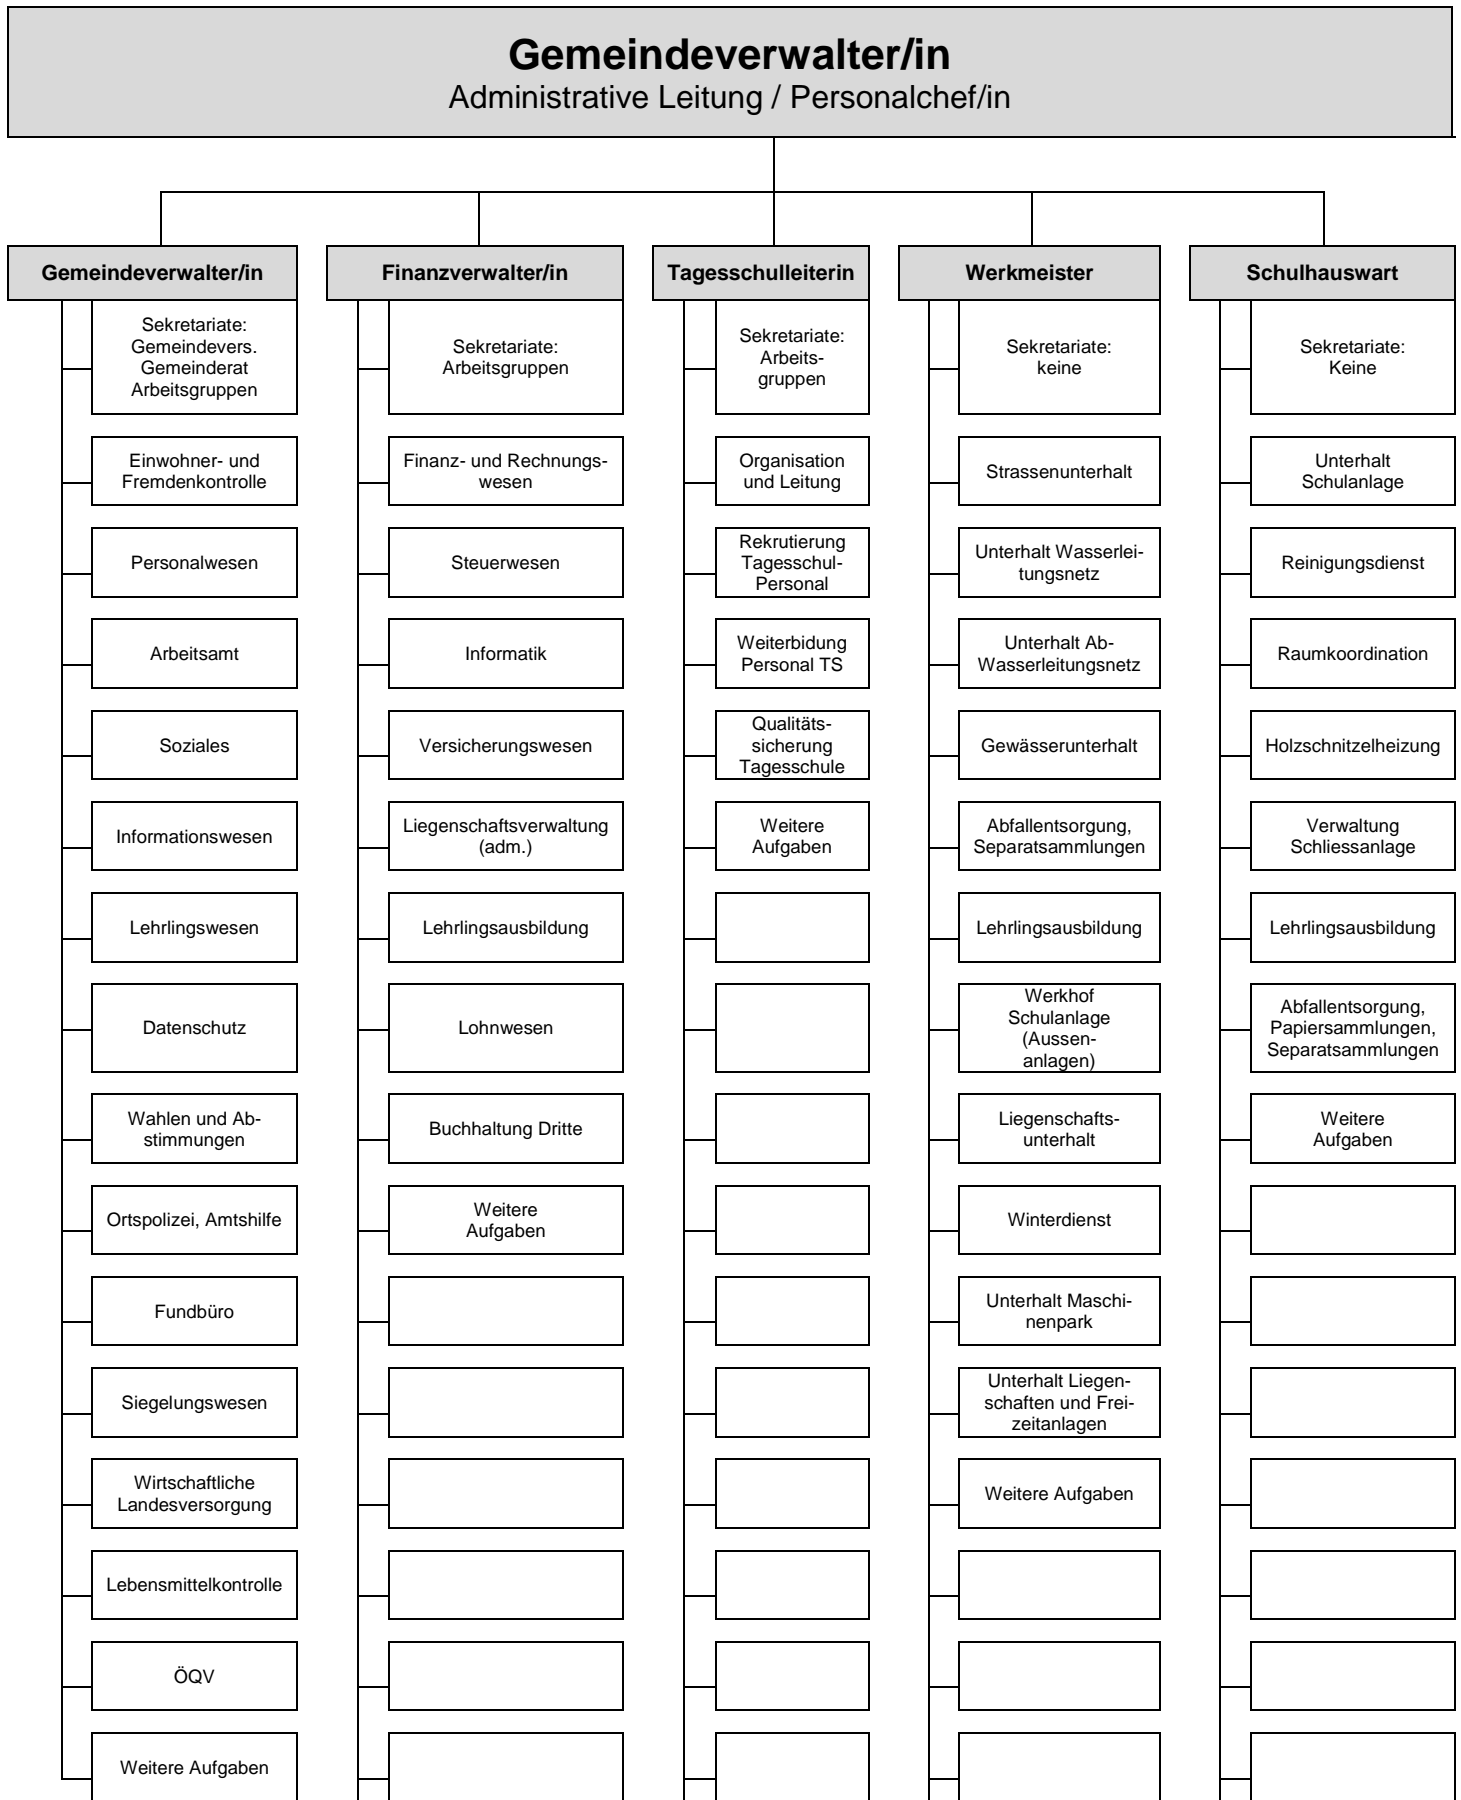 Gemeindeverwalter/in
Administrative Leitung / Personalchef/in
Gemeindeverwalter/in
Sekretariate:
Gemeindevers.
Gemeinderat
Arbeitsgruppen
Einwohner- und
Fremdenkontrolle
Personalwesen
Arbeitsamt
Soziales
Informationswesen
Lehrlingswesen
Datenschutz
Wahlen und Ab-
stimmungen
Ortspolizei, Amtshilfe
Fundbüro
Siegelungswesen
Wirtschaftliche
Landesversorgung
Lebensmittelkontrolle
ÖQV
Weitere Aufgaben
Finanzverwalter/in
Sekretariate:
Arbeitsgruppen
Finanz- und Rechnungs-
wesen
Steuerwesen
Informatik
Versicherungswesen
Liegenschaftsverwaltung
(adm.)
Lehrlingsausbildung
Lohnwesen
Buchhaltung Dritte
Weitere
Aufgaben
Tagesschulleiterin
Sekretariate:
Arbeits-
gruppen
Organisation
und Leitung
Rekrutierung
Tagesschul-
Personal
Weiterbidung
Personal TS
Qualitäts-
sicherung
Tagesschule
Weitere
Aufgaben
Werkmeister
Sekretariate:
keine
Strassenunterhalt
Unterhalt Wasserlei-
tungsnetz
Unterhalt Ab-
Wasserleitungsnetz
Gewässerunterhalt
Abfallentsorgung,
Separatsammlungen
Lehrlingsausbildung
Werkhof
Schulanlage
(Aussen-
anlagen)
Liegenschafts-
unterhalt
Winterdienst
Unterhalt Maschi-
nenpark
Unterhalt Liegen-
schaften und Frei-
zeitanlagen
Weitere Aufgaben
Schulhauswart
Sekretariate:
Keine
Unterhalt
Schulanlage
Reinigungsdienst
Raumkoordination
Holzschnitzelheizung
Verwaltung
Schliessanlage
Lehrlingsausbildung
Abfallentsorgung,
Papiersammlungen,
Separatsammlungen
Weitere
Aufgaben